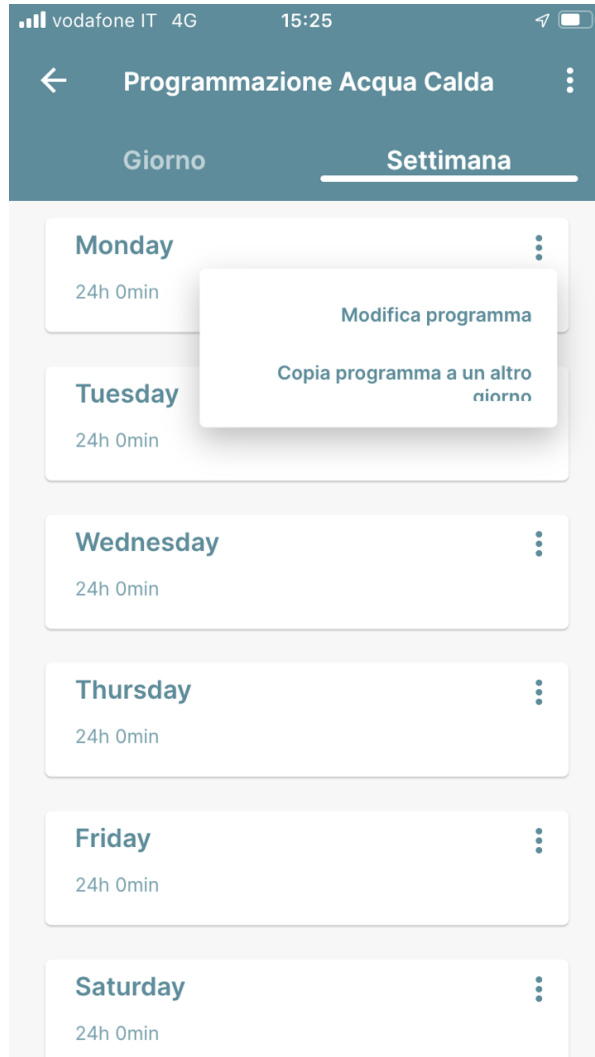 vodafone IT 4G 15:25
Programmazione Acqua Calda
Giorno Settimana
Monday
24h 0min
Modifica programma
Copia programma a un altro
giorno
Tuesday
24h 0min
Wednesday
24h 0min
Thursday
24h 0min
Friday
24h 0min
Saturday
24h 0min